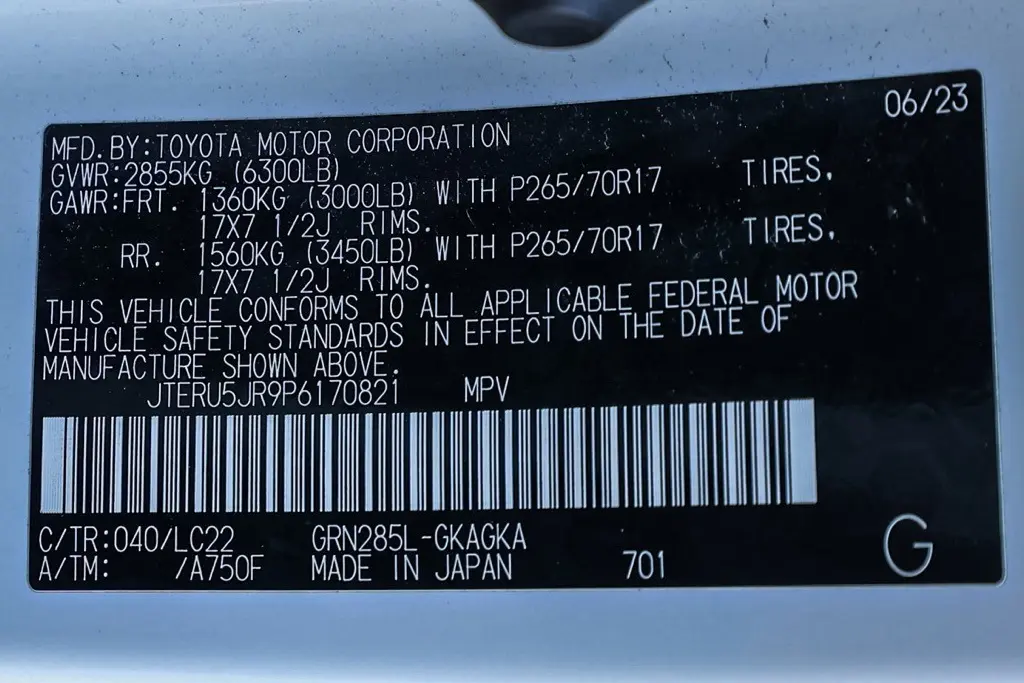 06/23
MFD.BY:TOYOTA MOTOR CORPORATION
GVWR:2855KG (6300LB)
GAWR:FRT. 1360KG (3000LB) WITH P265/70R17 TIRES,
17X7 1/2J RIMS.
RR. 1560KG (3450LB) WITH P265/70R17 TIRES,
17X7 1/2J RIMS.
THIS VEHICLE CONFORMS TO ALL APPLICABLE FEDERAL MOTOR
VEHICLE SAFETY STANDARDS IN EFFECT ON THE DATE OF
MANUFACTURE SHOWN ABOVE.
JTERU5JR9P6170821 MPV
C/TR:040/LC22 GRN285L-GKAGKA
A/TM: /A750F MADE IN JAPAN 701
G